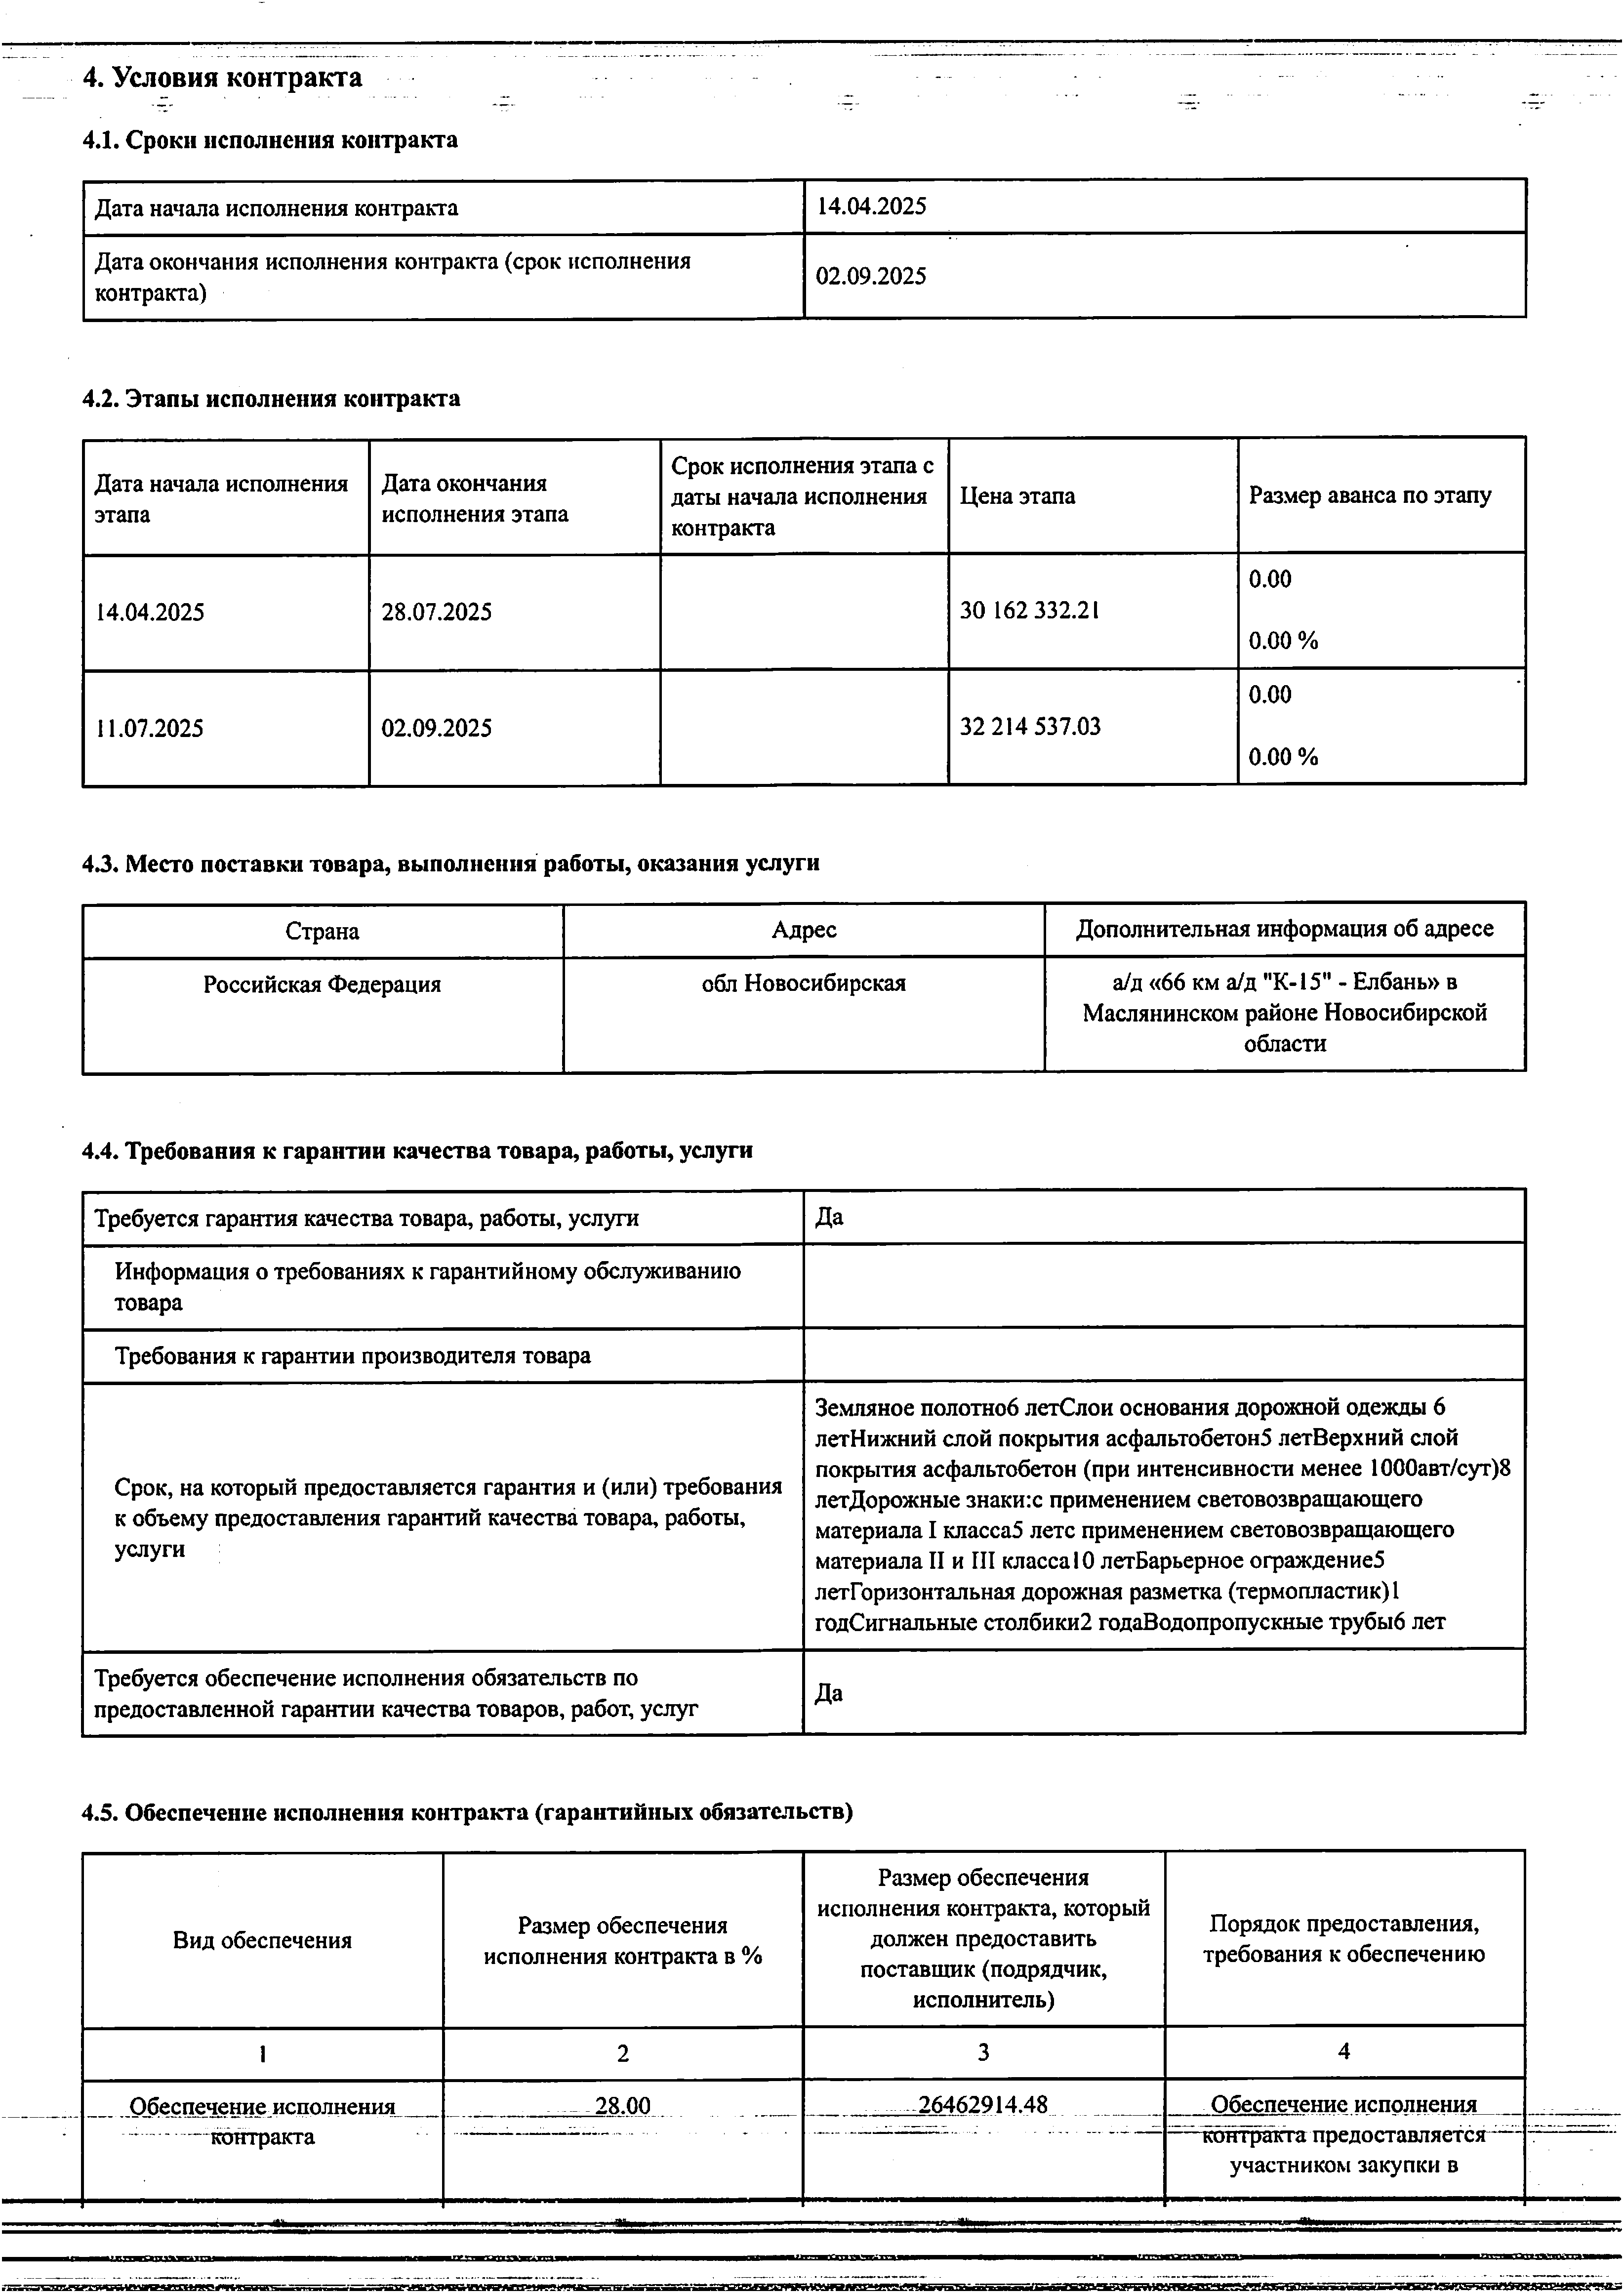 4. Условия контракта
4.1. Сроки исполнения контракта
Дата начала исполнения контракта
14.04.2025
Дата окончания исполнения контракта (срок исполнения
контракта)
02.09.2025
4.2. Этапы исполнения контракта
Дата начала исполнения
этапа
Дата окончания
исполнения этапа
Срок исполнения этапа с
даты начала исполнения
контракта
Цена этапа
Размер аванса по этапу
14.04.2025
28.07.2025
30 162 332.21
0.00
0.00 %
11.07.2025
02.09.2025
32 214 537.03
0.00
0.00 %
4.3. Место поставки товара, выполнения работы, оказания услуги
Страна
Адрес
Дополнительная информация об адресе
Российская Федерация
обл Новосибирская
а/д «66 км а/д "К-15" - Елбань» в
Маслянинском районе Новосибирской
области
4.4. Требования к гарантии качества товара, работы, услуги
Требуется гарантия качества товара, работы, услуги
Да
Информация о требованиях к гарантийному обслуживанию
товара
Требования к гарантии производителя товара
Срок, на который предоставляется гарантия и (или) требования
к объему предоставления гарантий качества товара, работы,
услуги
Земляное полотно6 летСлои основания дорожной одежды 6
летНижний слой покрытия асфальтобетон5 летВерхний слой
покрытия асфальтобетон (при интенсивности менее 1000авт/сут)8
летДорожные знаки:с применением световозвращающего
материала I класса5 летс применением световозвращающего
материала II и III класса10 летБарьерное ограждение5
летГоризонтальная дорожная разметка (термопластик)1
годСигнальные столбики2 годаВодопропускные трубы6 лет
Требуется обеспечение исполнения обязательств по
предоставленной гарантии качества товаров, работ, услуг
Да
4.5. Обеспечение исполнения контракта (гарантийных обязательств)
Вид обеспечения
Размер обеспечения
исполнения контракта в %
Размер обеспечения
исполнения контракта, который
должен предоставить
поставщик (подрядчик,
исполнитель)
Порядок предоставления,
требования к обеспечению
1
2
3
4
Обеспечение исполнения
контракта
28.00
26462914.48
Обеспечение исполнения
контракта предоставляется
участником закупки в